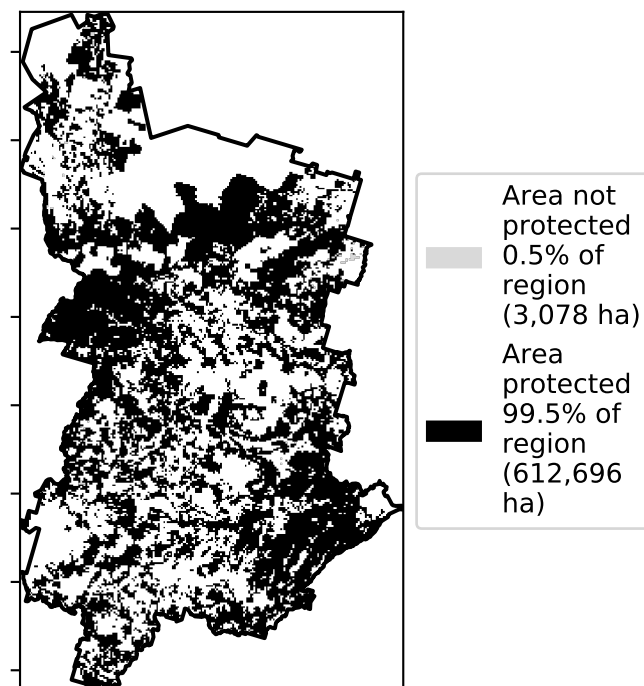 Area not
protected
0.5% of
region
(3,078 ha)
Area
protected
99.5% of
region
(612,696
ha)